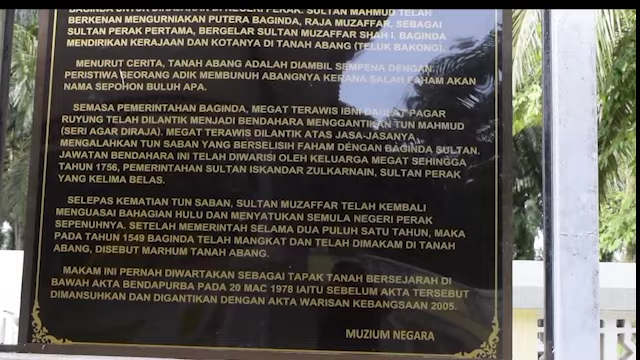 BAGINDA UNTUK DIRAJAKAN DI NEGERI PERAK. SULTAN MAHMUD TELAH
BERKENAN MENGURNIAKAN PUTERA BAGINDA, RAJA MUZAFFAR, SEBAGAI
SULTAN PERAK PERTAMA, BERGELAR SULTAN MUZAFFAR SHAH I, BAGINDA
MENDIRIKAN KERAJAAN DAN KOTANYA DI TANAH ABANG (TELUK BAKONG).
MENURUT CERITA, TANAH ABANG ADALAH DIAMBIL SEMPENA DENGAN
PERISTIWA SEORANG ADIK MEMBUNUH ABANGNYA KERANA SALAH FAHAM AKAN
NAMA SEPOHON BULUH APA.
SEMASA PEMERINTAHAN BAGINDA, MEGAT TERAWIS IBNI DAULAT PAGAR
RUYUNG TELAH DILANTIK MENJADI BENDAHARA MENGGANTIKAN TUN MAHMUD
(SERI AGAR DIRAJA). MEGAT TERAWIS DILANTIK ATAS JASA-JASANYA
MENGALAHKAN TUN SABAN YANG BERSELISIH FAHAM DENGAN BAGINDA SULTAN.
JAWATAN BENDAHARA INI TELAH DIWARISI OLEH KELUARGA MEGAT SEHINGGA
TAHUN 1756, PEMERINTAHAN SULTAN ISKANDAR ZULKARNAIN, SULTAN PERAK
YANG KELIMA BELAS.
SELEPAS KEMATIAN TUN SABAN, SULTAN MUZAFFAR TELAH KEMBALI
MENGUASAI BAHAGIAN HULU DAN MENYATUKAN SEMULA NEGERI PERAK
SEPENUHNYA. SETELAH MEMERINTAH SELAMA DUA PULUH SATU TAHUN, MAKA
PADA TAHUN 1549 BAGINDA TELAH MANGKAT DAN TELAH DIMAKAM DI TANAH
ABANG, DISEBUT MARHUM TANAH ABANG.
MAKAM INI PERNAH DIWARTAKAN SEBAGAI TAPAK TANAH BERSEJARAH DI
BAWAH AKTA BENDAPURBA PADA 20 MAC 1978 IAITU SEBELUM AKTA TERSEBUT
DIMANSUHKAN DAN DIGANTIKAN DENGAN AKTA WARISAN KEBANGSAAN 2005.
MUZIUM NEGARA